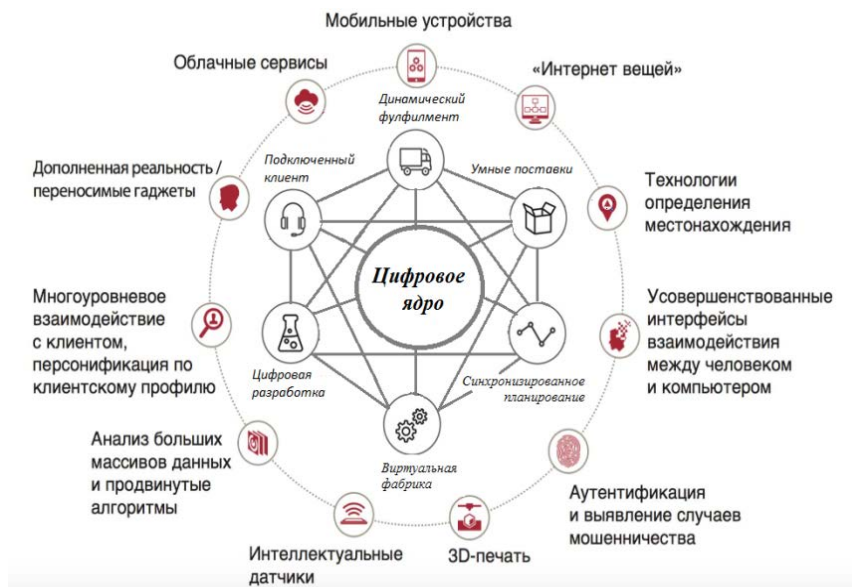 Мобильные устройства
Облачные сервисы
«Интернет вещей»
Динамический
фулфилмент
Подключенный
клиент
Умные поставки
Дополненная реальность /
переносимые гаджеты
Технологии
определения
местонахождения
Цифровое
ядро
Многоуровневое
взаимодействие
с клиентом,
персонификация по
клиентскому профилю
Усовершенствованные
интерфейсы
взаимодействия
между человеком
и компьютером
Цифровая
разработка
Синхронизированное
планирование
Виртуальная
фабрика
Анализ больших
массивов данных
и продвинутые
алгоритмы
Аутентификация
и выявление случаев
мошенничества
Интеллектуальные
датчики
3D-печать